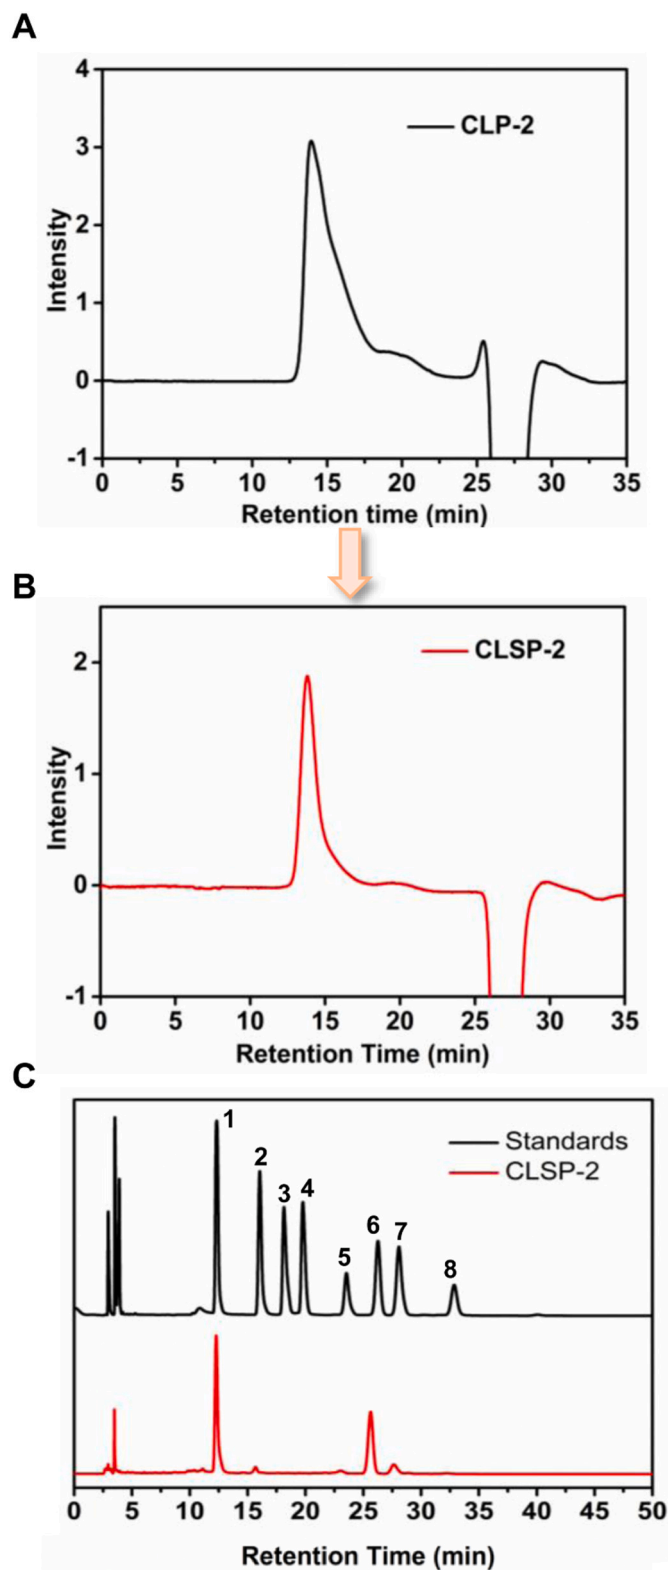 A
4
3
2
1
0
-1
Intensity
CLP-2
0 5 10 15 20 25 30 35
Retention time (min)
B
2
1
0
-1
Intensity
CLSP-2
0 5 10 15 20 25 30 35
Retention Time (min)
C
Standards
CLSP-2
1 2 3 4 5 6 7 8
0 5 10 15 20 25 30 35 40 45 50
Retention Time (min)